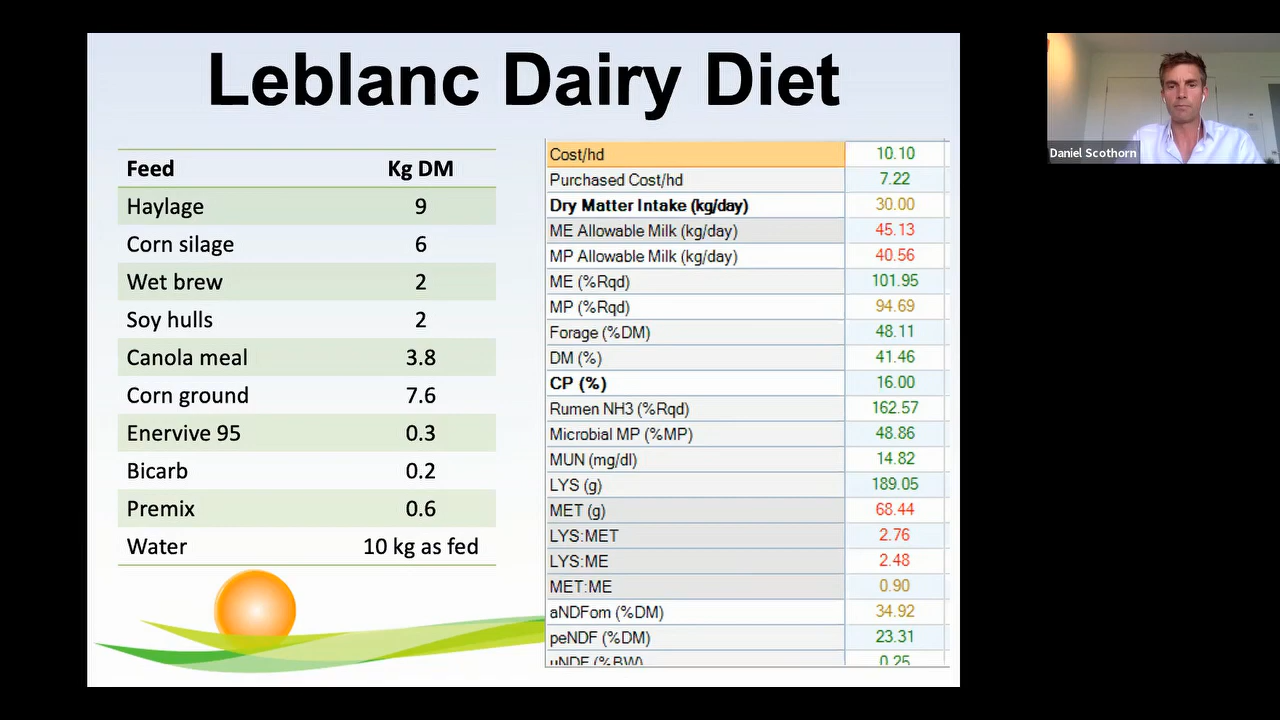 Leblanc Dairy Diet
Feed Kg DM
Haylage 9
Corn silage 6
Wet brew 2
Soy hulls 2
Canola meal 3.8
Corn ground 7.6
Enervive 95 0.3
Bicarb 0.2
Premix 0.6
Water 10 kg as fed
Cost/hd 10.10
Purchased Cost/hd 7.22
Dry Matter Intake (kg/day) 30.00
ME Allowable Milk (kg/day) 45.13
MP Allowable Milk (kg/day) 40.56
ME (%Rqd) 101.95
MP (%Rqd) 94.69
Forage (%DM) 48.11
DM (%) 41.46
CP (%) 16.00
Rumen NH3 (%Rqd) 162.57
Microbial MP (%MP) 48.86
MUN (mg/dl) 14.82
LYS (g) 189.05
MET (g) 68.44
LYS:MET 2.76
LYS:ME 2.48
MET:ME 0.90
aNDFom (%DM) 34.92
peNDF (%DM) 23.31
uNDF (%BW) 0.25
Daniel Scothorn